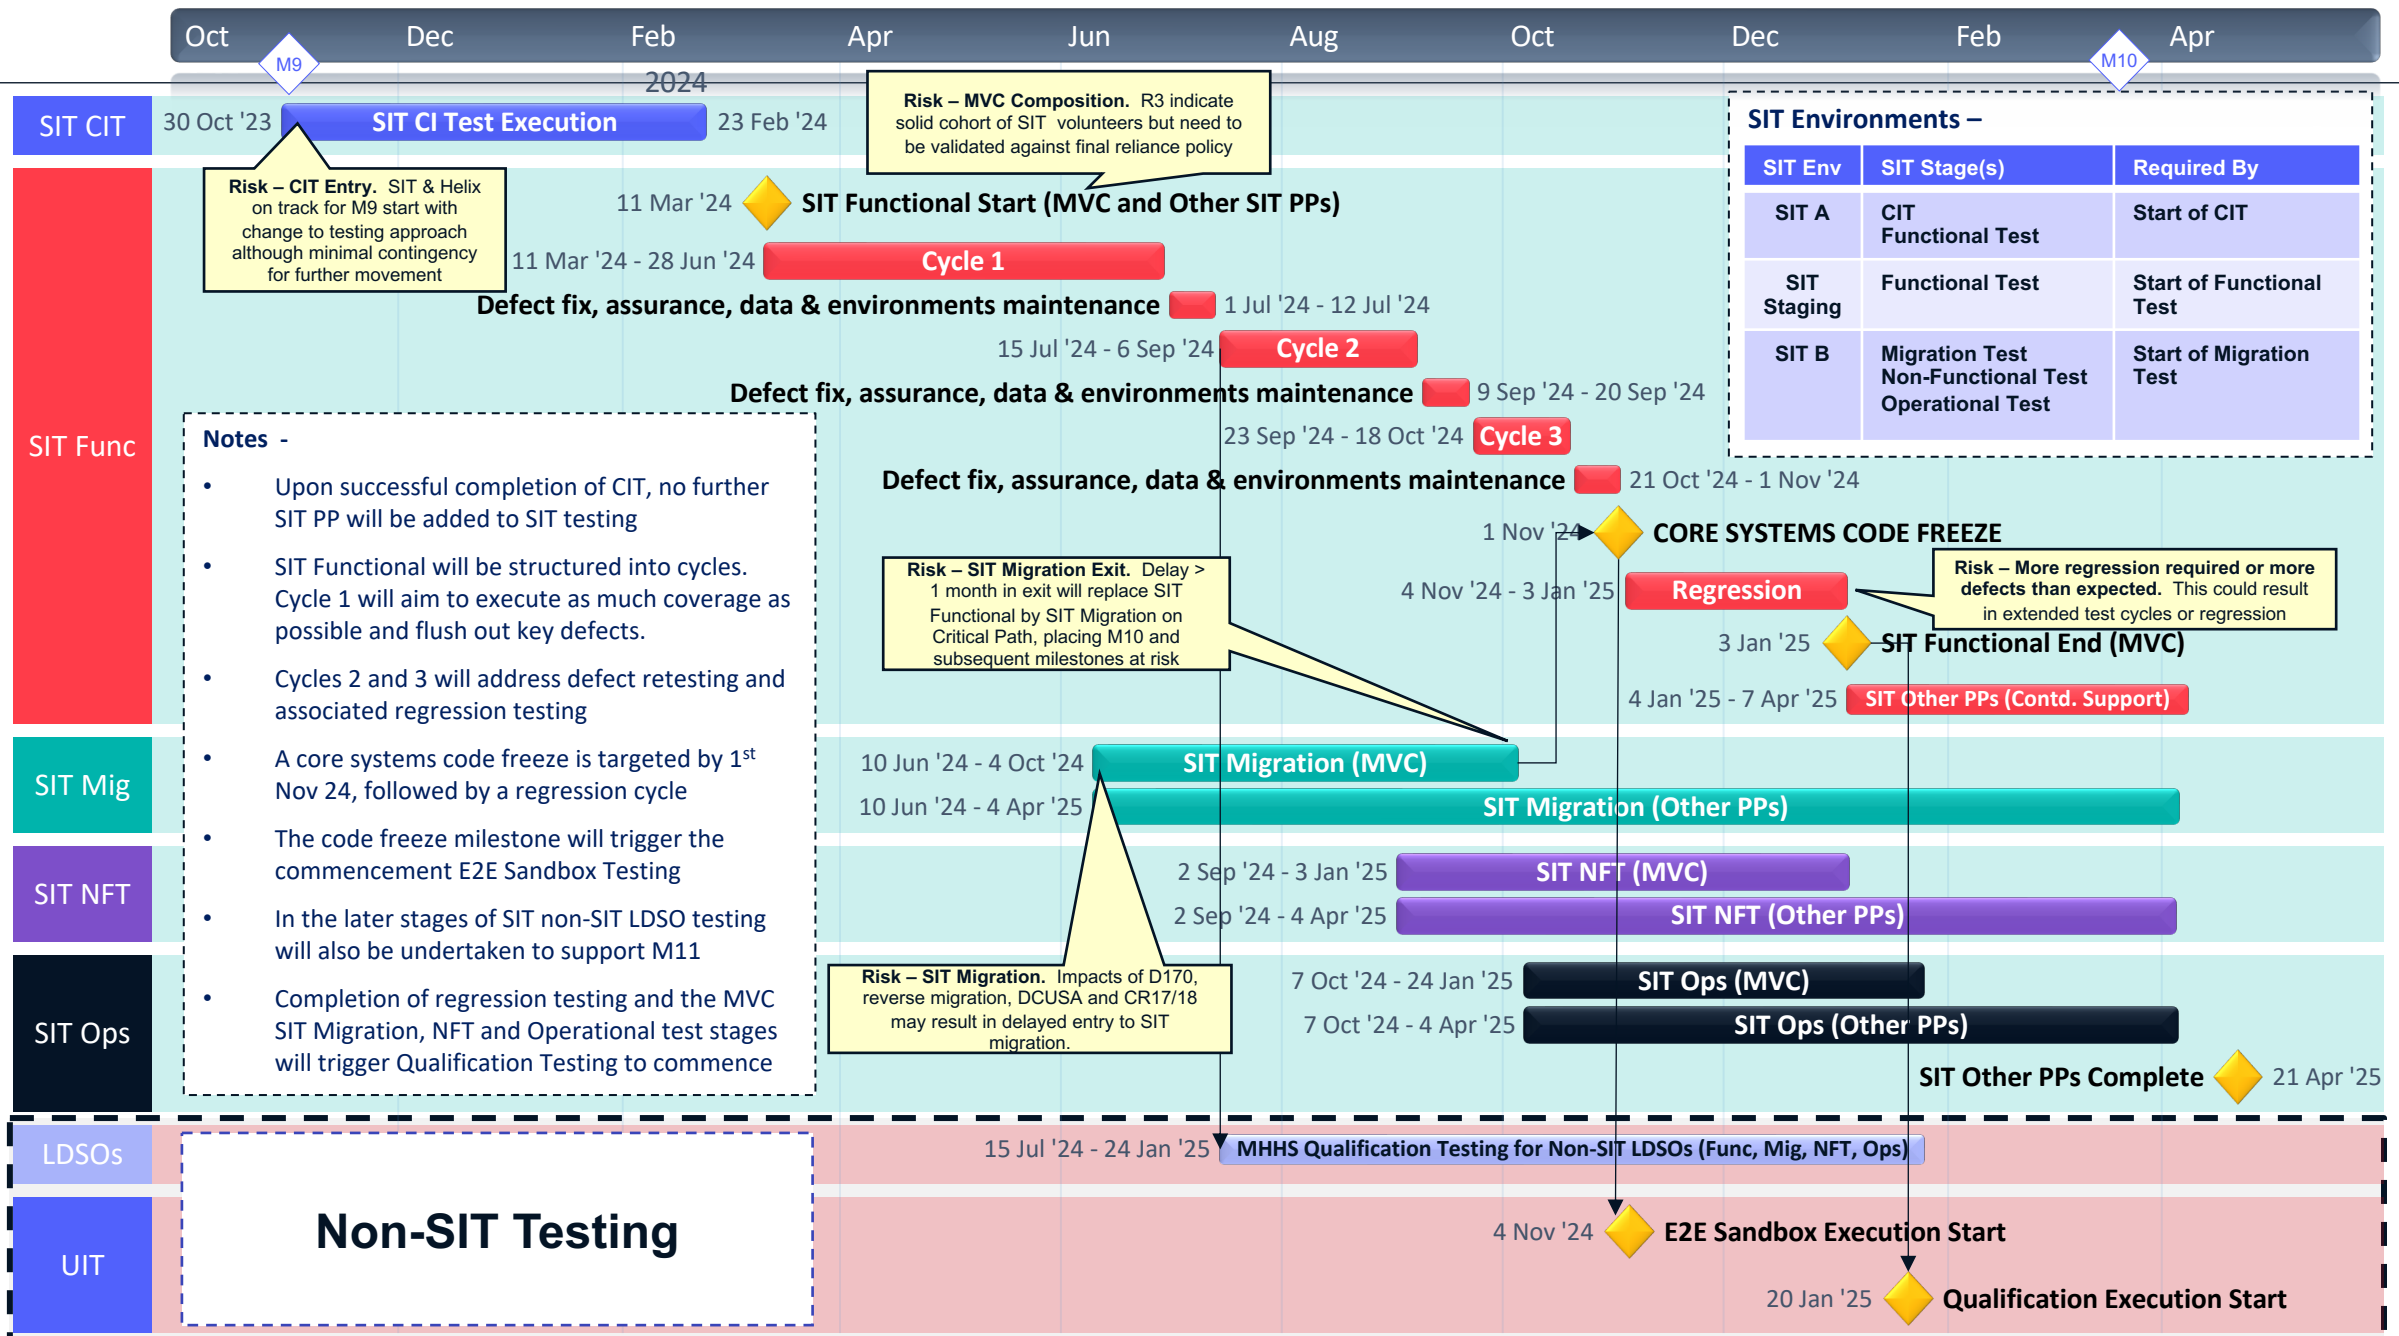 Oct Dec Feb Apr Jun Aug Oct Dec Feb Apr
M9
M10
2024
SIT CIT
30 Oct '23 SIT CI Test Execution 23 Feb '24
Risk – CIT Entry. SIT & Helix
on track for M9 start with
change to testing approach
although minimal contingency
for further movement
Risk – MVC Composition. R3 indicate
solid cohort of SIT volunteers but need to
be validated against final reliance policy
SIT Environments –
SIT Env SIT Stage(s) Required By
SIT A CIT Start of CIT
Functional Test
SIT Functional Test Start of Functional
Staging Test
SIT B Migration Test Start of Migration
Non-Functional Test Test
Operational Test
SIT Func
11 Mar '24 SIT Functional Start (MVC and Other SIT PPs)
11 Mar '24 - 28 Jun '24 Cycle 1
Defect fix, assurance, data & environments maintenance 1 Jul '24 - 12 Jul '24
15 Jul '24 - 6 Sep '24 Cycle 2
Defect fix, assurance, data & environments maintenance 9 Sep '24 - 20 Sep '24
23 Sep '24 - 18 Oct '24 Cycle 3
Defect fix, assurance, data & environments maintenance 21 Oct '24 - 1 Nov '24
1 Nov '24 CORE SYSTEMS CODE FREEZE
4 Nov '24 - 3 Jan '25 Regression
Risk – More regression required or more
defects than expected. This could result
in extended test cycles or regression
3 Jan '25 SIT Functional End (MVC)
4 Jan '25 - 7 Apr '25 SIT Other PPs (Contd. Support)
Risk – SIT Migration Exit. Delay >
1 month in exit will replace SIT
Functional by SIT Migration on
Critical Path, placing M10 and
subsequent milestones at risk
Notes -
• Upon successful completion of CIT, no further
SIT PP will be added to SIT testing
• SIT Functional will be structured into cycles.
Cycle 1 will aim to execute as much coverage as
possible and flush out key defects.
• Cycles 2 and 3 will address defect retesting and
associated regression testing
• A core systems code freeze is targeted by 1st
Nov 24, followed by a regression cycle
• The code freeze milestone will trigger the
commencement E2E Sandbox Testing
• In the later stages of SIT non-SIT LDSO testing
will also be undertaken to support M11
• Completion of regression testing and the MVC
SIT Migration, NFT and Operational test stages
will trigger Qualification Testing to commence
SIT Mig
10 Jun '24 - 4 Oct '24 SIT Migration (MVC)
10 Jun '24 - 4 Apr '25 SIT Migration (Other PPs)
SIT NFT
2 Sep '24 - 3 Jan '25 SIT NFT (MVC)
2 Sep '24 - 4 Apr '25 SIT NFT (Other PPs)
Risk – SIT Migration. Impacts of D170,
reverse migration, DCUSA and CR17/18
may result in delayed entry to SIT
migration.
SIT Ops
7 Oct '24 - 24 Jan '25 SIT Ops (MVC)
7 Oct '24 - 4 Apr '25 SIT Ops (Other PPs)
SIT Other PPs Complete 21 Apr '25
LDSOs
15 Jul '24 - 24 Jan '25 MHHS Qualification Testing for Non-SIT LDSOs (Func, Mig, NFT, Ops)
Non-SIT Testing
UIT
4 Nov '24 E2E Sandbox Execution Start
20 Jan '25 Qualification Execution Start